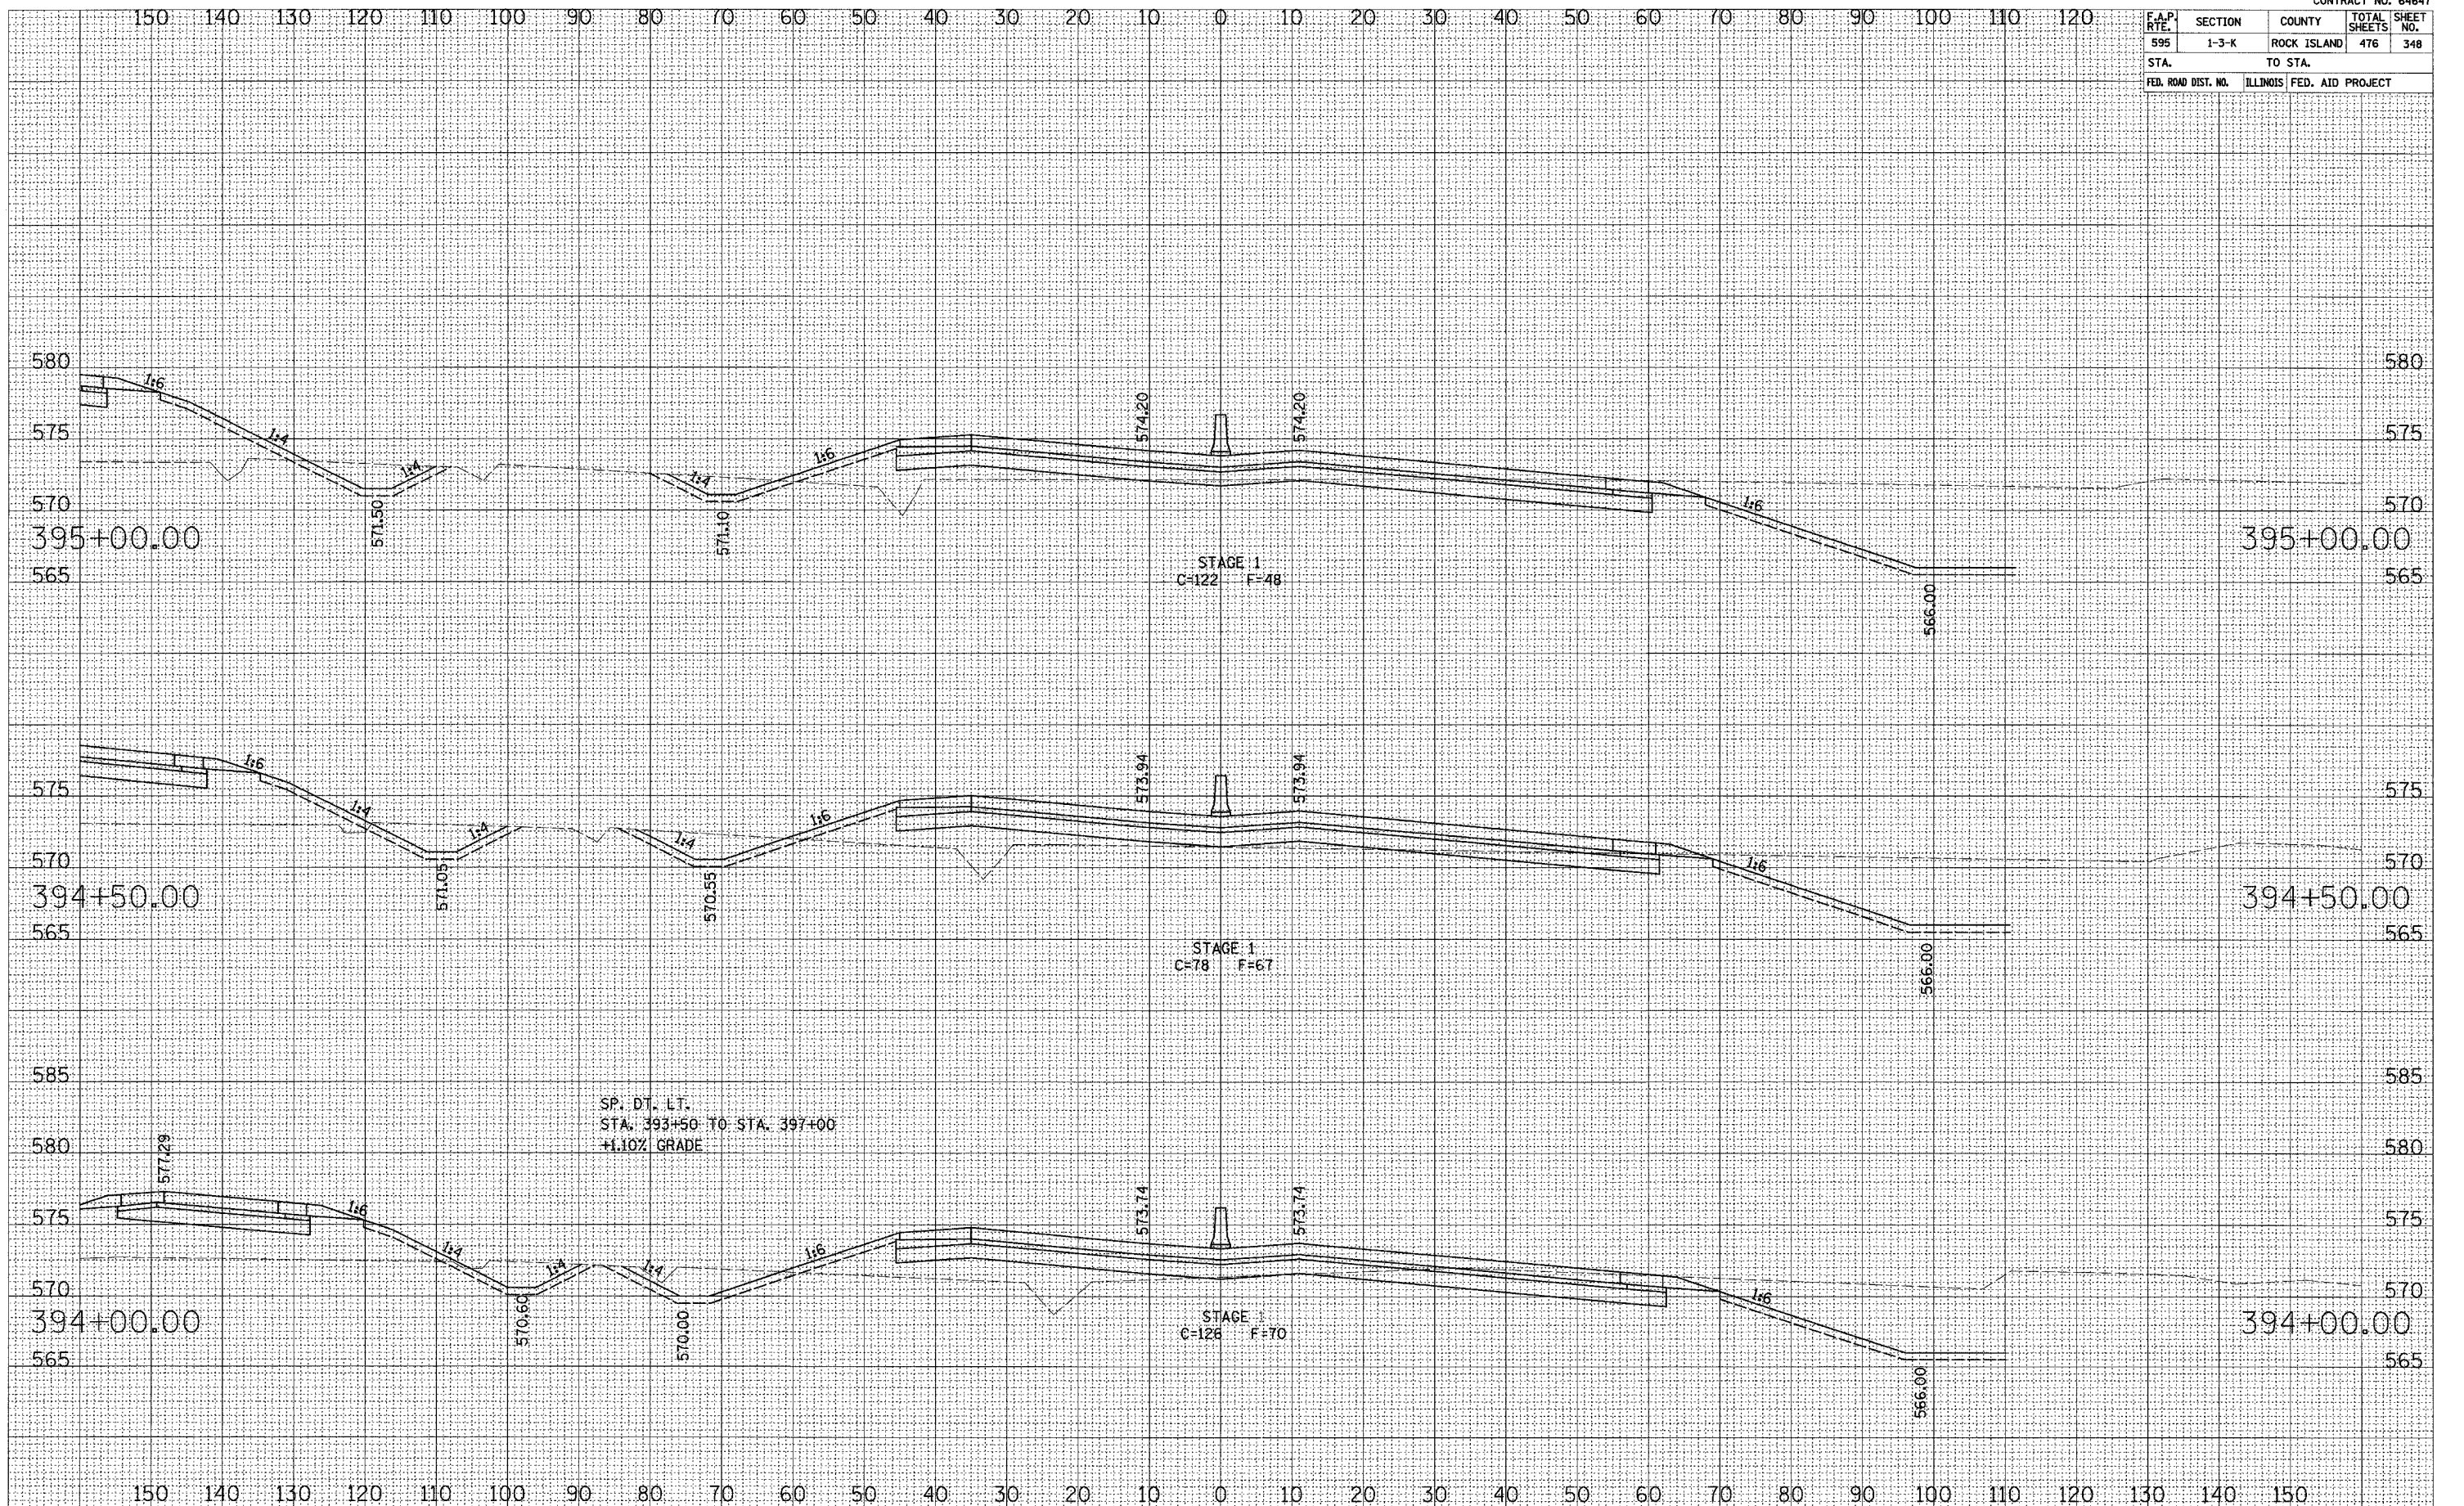 CONTRACT NO. 64647
150 140 130 120 110 100 90 80 70 60 50 40 30 20 10 0 10 20 30 40 50 60 70 80 90 100 110 120
F.A.P. RTE. SECTION COUNTY TOTAL SHEETS SHEET NO.
595 1-3-K ROCK ISLAND 476 348
STA. TO STA.
FED. ROAD DIST. NO. ILLINOIS FED. AID PROJECT
580 580
1:6
574.20 574.20
575 1:4 1:4 1:4 1:6 575
1:6
570 571.50 571.10 570
395+00.00 395+00.00
STAGE 1
565 C=122 F=48 565
566.00
573.94 573.94
1:6
575 1:4 1:4 1:4 1:6 575
1:6
570 571.05 570.55 570
394+50.00 394+50.00
565 565
STAGE 1
C=78 F=67
566.00
585 585
SP. DT. LT.
STA. 393+50 TO STA. 397+00
+1.10% GRADE
580 577.29 580
573.74 573.74
1:6
575 1:4 1:4 1:4 1:6 575
1:6
570 570.60 570.00 570
394+00.00 394+00.00
STAGE 1
C=126 F=70
565 565
566.00
150 140 130 120 110 100 90 80 70 60 50 40 30 20 10 0 10 20 30 40 50 60 70 80 90 100 110 120 130 140 150